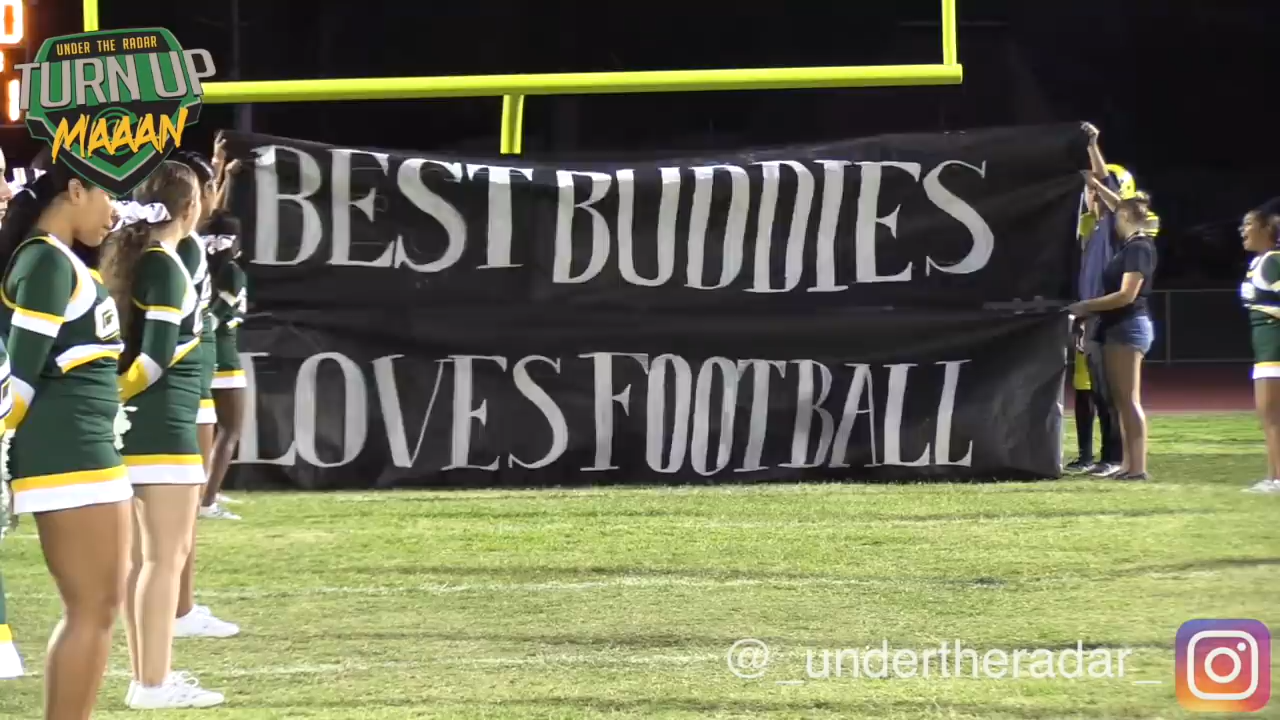 UNDER THE RADAR
TURN UP
MAAAN
BEST BUDDIES
LOVES FOOTBALL
@_undertheradar_